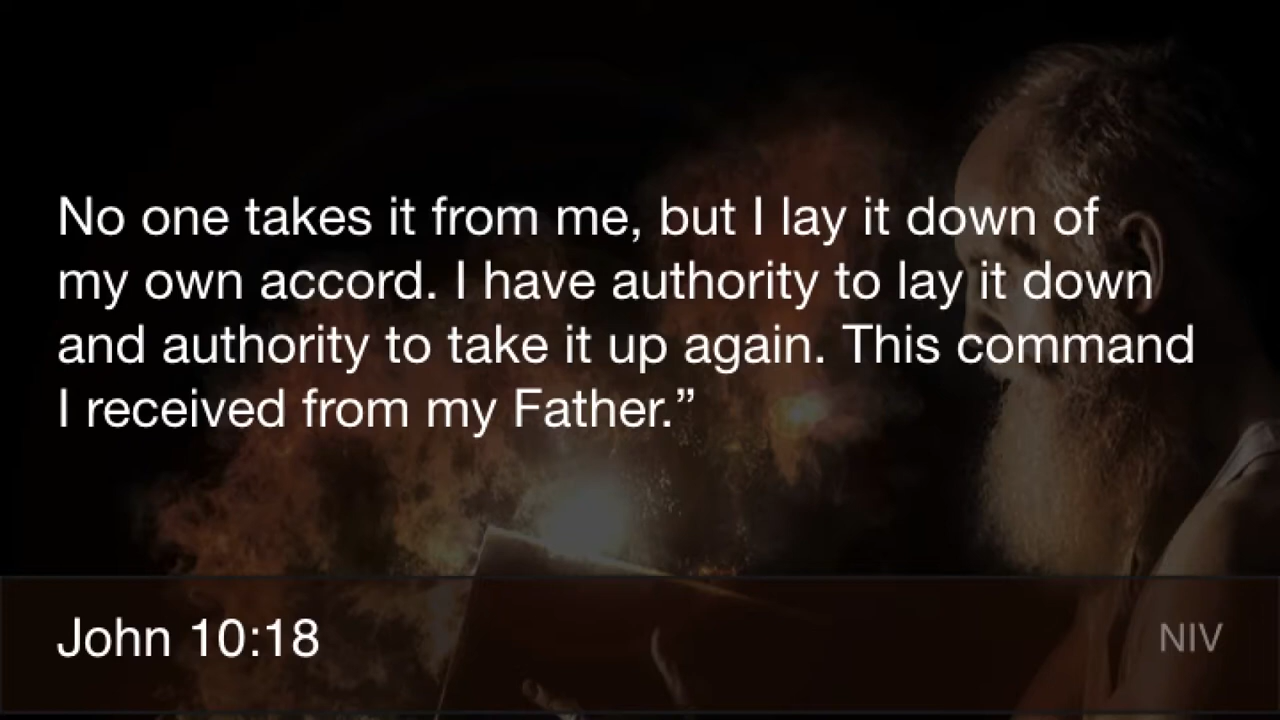 No one takes it from me, but I lay it down of
my own accord. I have authority to lay it down
and authority to take it up again. This command
I received from my Father.”
John 10:18
NIV